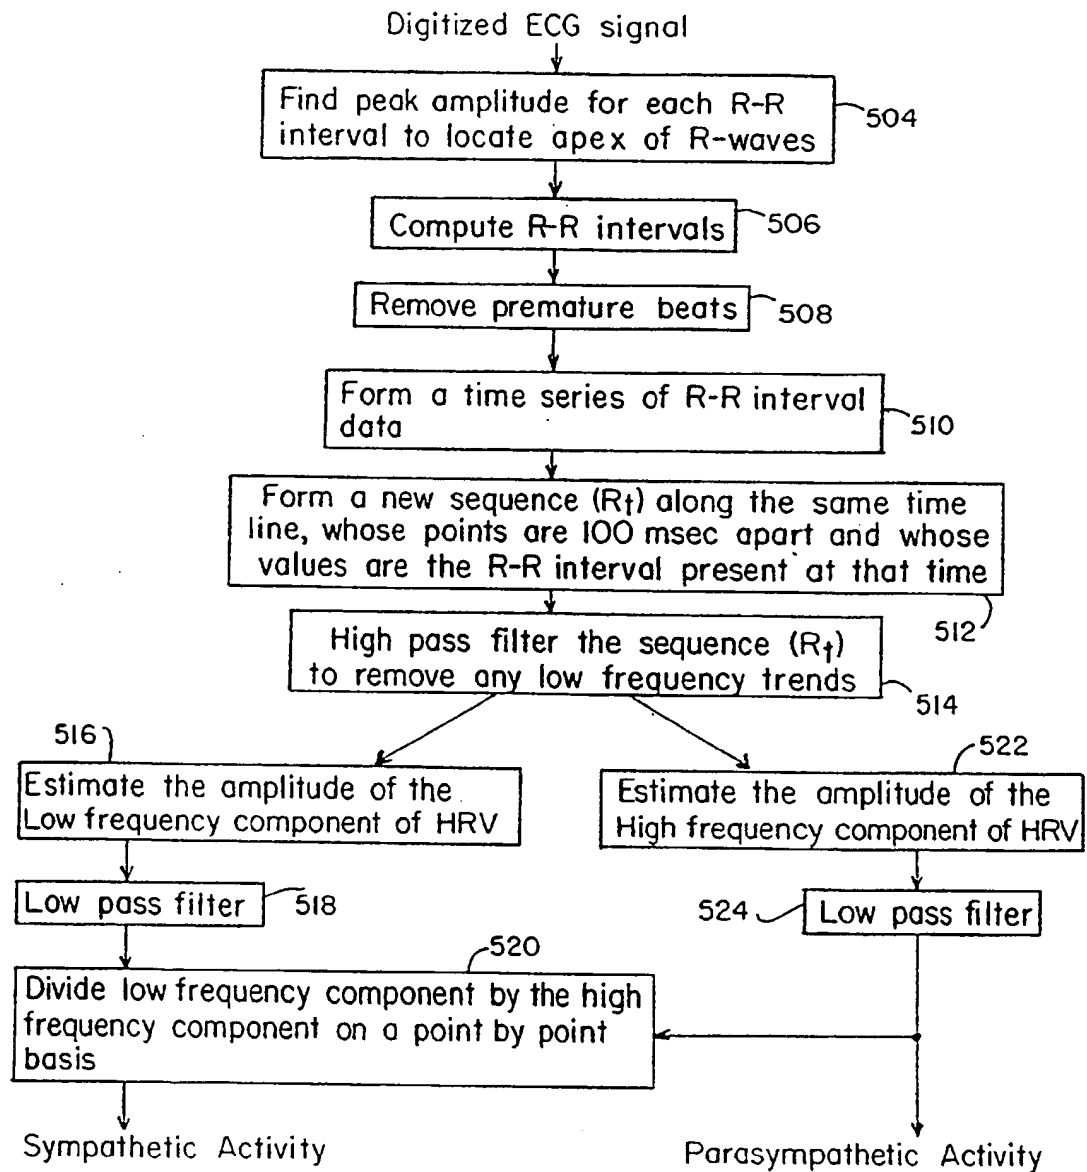 Digitized ECG signal
Find peak amplitude for each R-R
interval to locate apex of R-waves
504
Compute R-R intervals
506
Remove premature beats
508
Form a time series of R-R interval
data
510
Form a new sequence (Rt) along the same time
line, whose points are 100 msec apart and whose
values are the R-R interval present at that time
512
High pass filter the sequence (Rt)
to remove any low frequency trends
514
516
Estimate the amplitude of the
Low frequency component of HRV
522
Estimate the amplitude of the
High frequency component of HRV
Low pass filter
518
524
Low pass filter
520
Divide low frequency component by the high
frequency component on a point by point
basis
Sympathetic Activity
Parasympathetic Activity